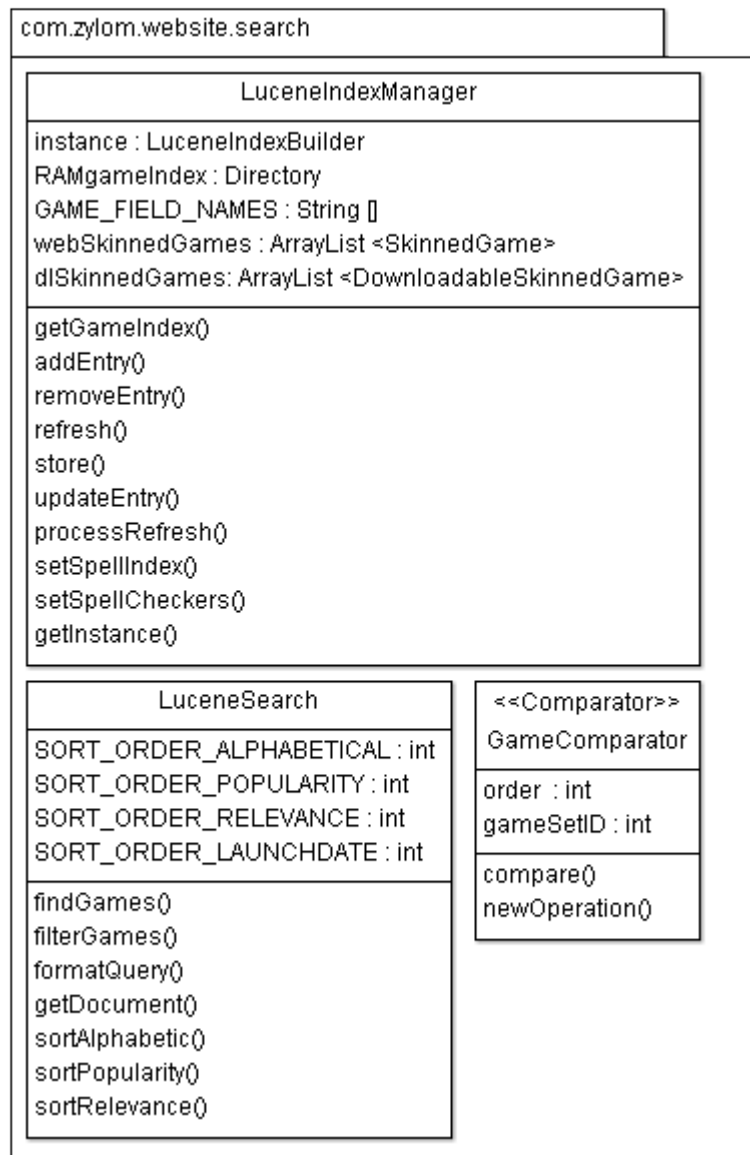 com.zylom.website.search
LuceneIndexManager
instance : LuceneIndexBuilder
RAMgameIndex : Directory
GAME_FIELD_NAMES : String []
webSkinnedGames : ArrayList <SkinnedGame>
dlSkinnedGames: ArrayList <DownloadableSkinnedGame>
getGameIndex()
addEntry()
removeEntry()
refresh()
store()
updateEntry()
processRefresh()
setSpellIndex()
setSpellCheckers()
getInstance()
LuceneSearch
SORT_ORDER_ALPHABETICAL : int
SORT_ORDER_POPULARITY : int
SORT_ORDER_RELEVANCE : int
SORT_ORDER_LAUNCHDATE : int
findGames()
filterGames()
formatQuery()
getDocument()
sortAlphabetic()
sortPopularity()
sortRelevance()
<<Comparator>>
GameComparator
order : int
gameSetID : int
compare()
newOperation()